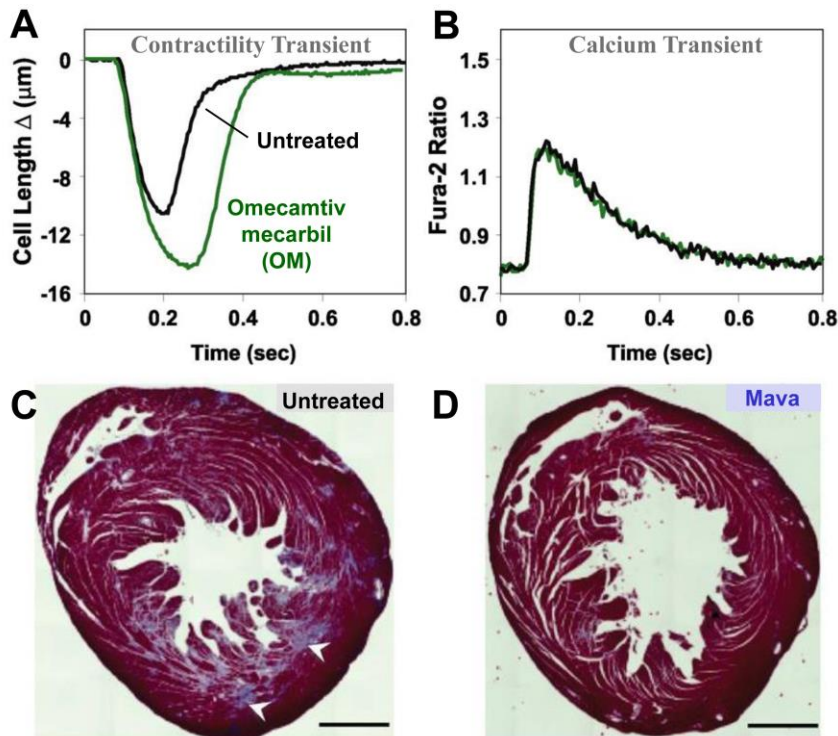 A
Contractility Transient
0
-4
-8
-12
-16
Cell Length Δ (μm)
Untreated
Omecamtiv
mecarbil
(OM)
0 0.2 0.4 0.6 0.8
Time (sec)
B
Calcium Transient
1.5
1.3
1.1
0.9
0.7
Fura-2 Ratio
0 0.2 0.4 0.6 0.8
Time (sec)
C
Untreated
D
Mava